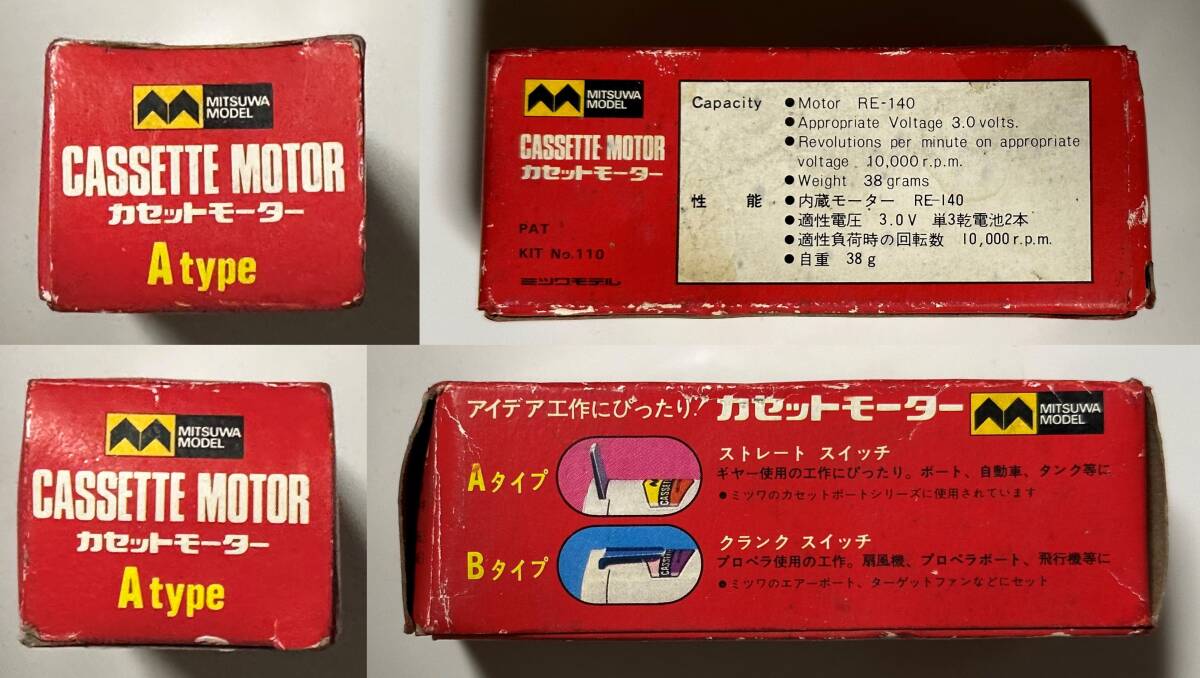 MITSUWA
MODEL
CASSETTE MOTOR
カセットモーター
A type
MITSUWA
MODEL
CASSETTE MOTOR
カセットモーター
PAT
KIT No.110
ミツワモデル
Capacity
●Motor RE-140
●Appropriate Voltage 3.0 volts.
●Revolutions per minute on appropriate
voltage 10,000 r.p.m.
●Weight 38 grams
性 能
●内蔵モーター RE-140
●適性電圧 3.0V 単3乾電池2本
●適性負荷時の回転数 10,000 r.p.m.
●自重 38g
MITSUWA
MODEL
CASSETTE MOTOR
カセットモーター
A type
アイデア工作にぴったり! カセットモーター
MITSUWA
MODEL
Aタイプ
CASSE
ストレート スイッチ
ギヤー使用の工作にぴったり。ボート、自動車、タンク等に
●ミツワのカセットボートシリーズに使用されています
Bタイプ
クランク スイッチ
プロペラ使用の工作。扇風機、プロペラボート、飛行機等に
●ミツワのエアーボート、ターゲットファンなどにセット